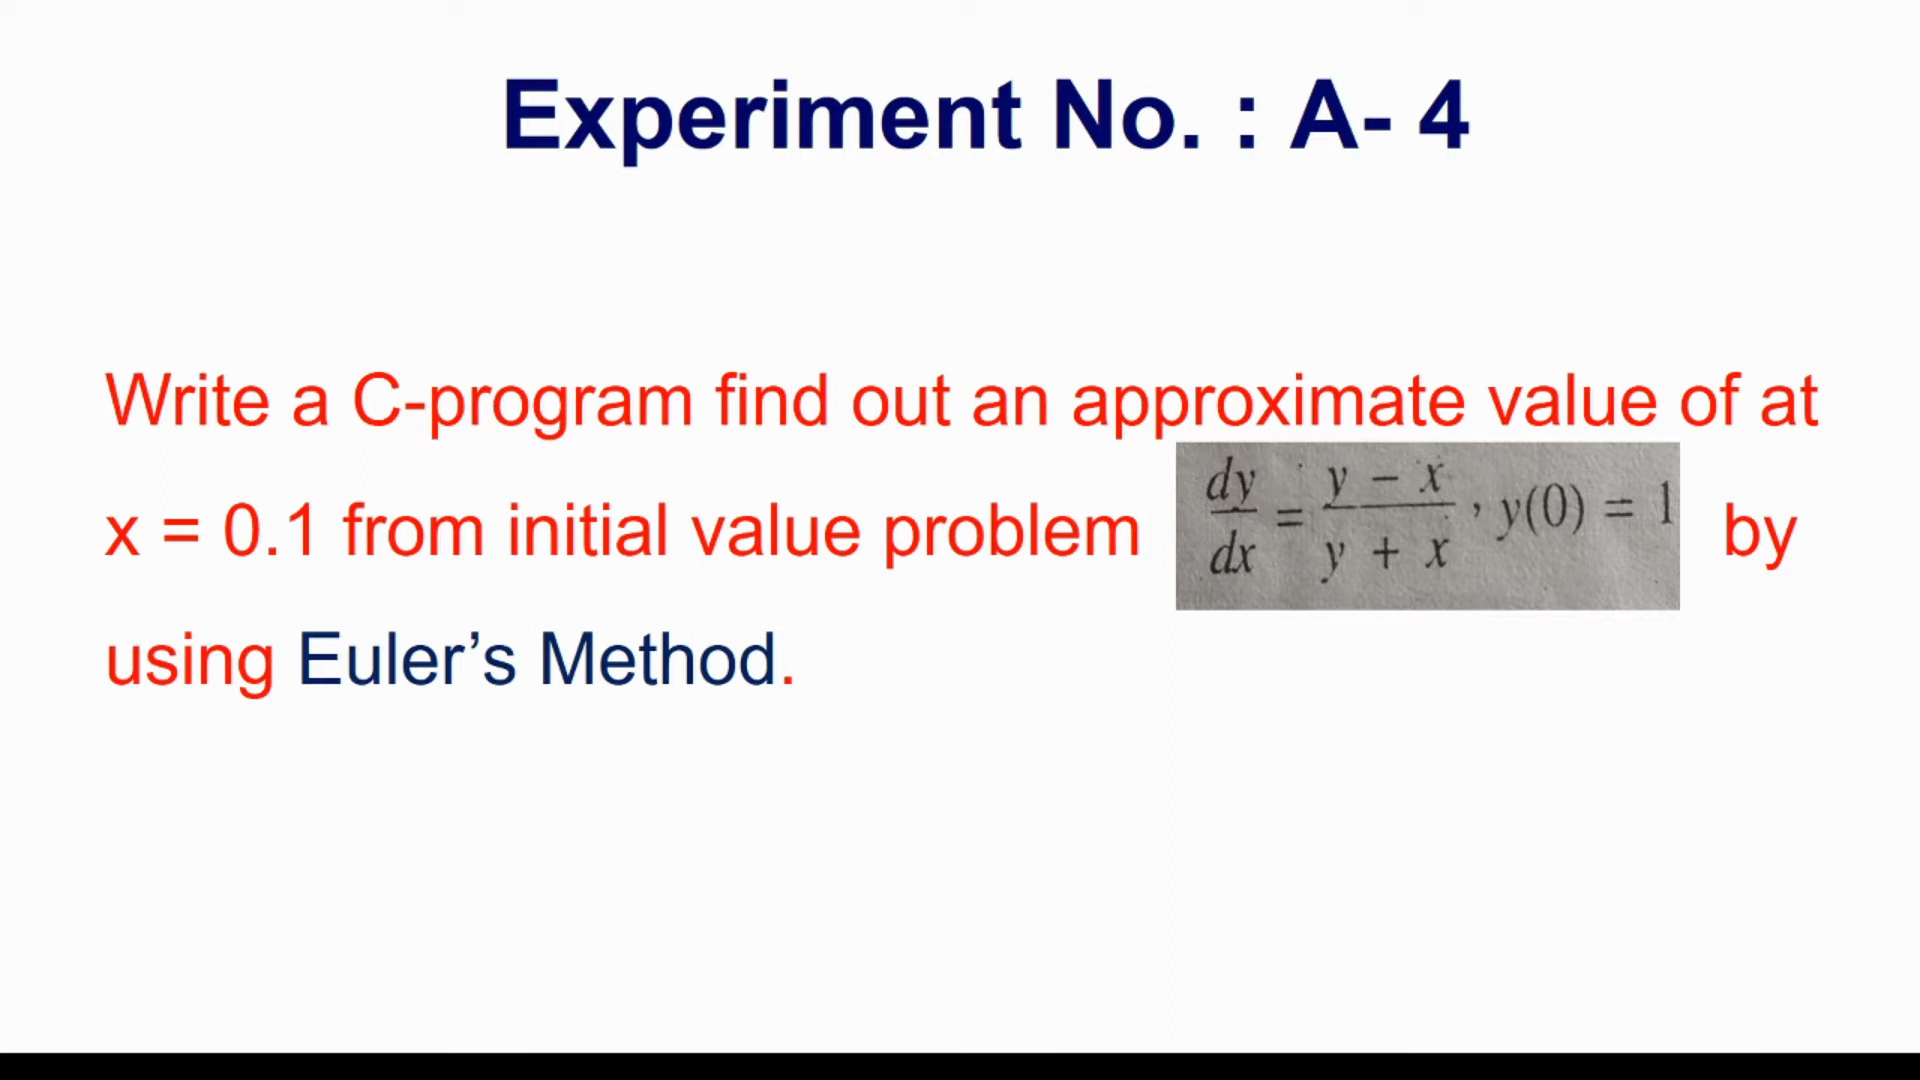 Experiment No. : A- 4
Write a C-program find out an approximate value of at
x = 0.1 from initial value problem dy/dx = y − x / y + x , y(0) = 1 by
using Euler’s Method.